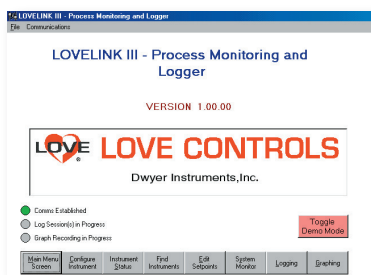 LOVELINK III - Process Monitoring and Logger
File Communications
LOVELINK III - Process Monitoring and
Logger
VERSION 1.00.00
LOVE LOVE CONTROLS
Dwyer Instruments,Inc.
Comms Established
Log Session(s) in Progress
Graph Recording in Progress
Toggle
Demo Mode
Main Menu Screen
Configure Instrument
Instrument Status
Find Instruments
Edit Setpoints
System Monitor
Logging
Graphing